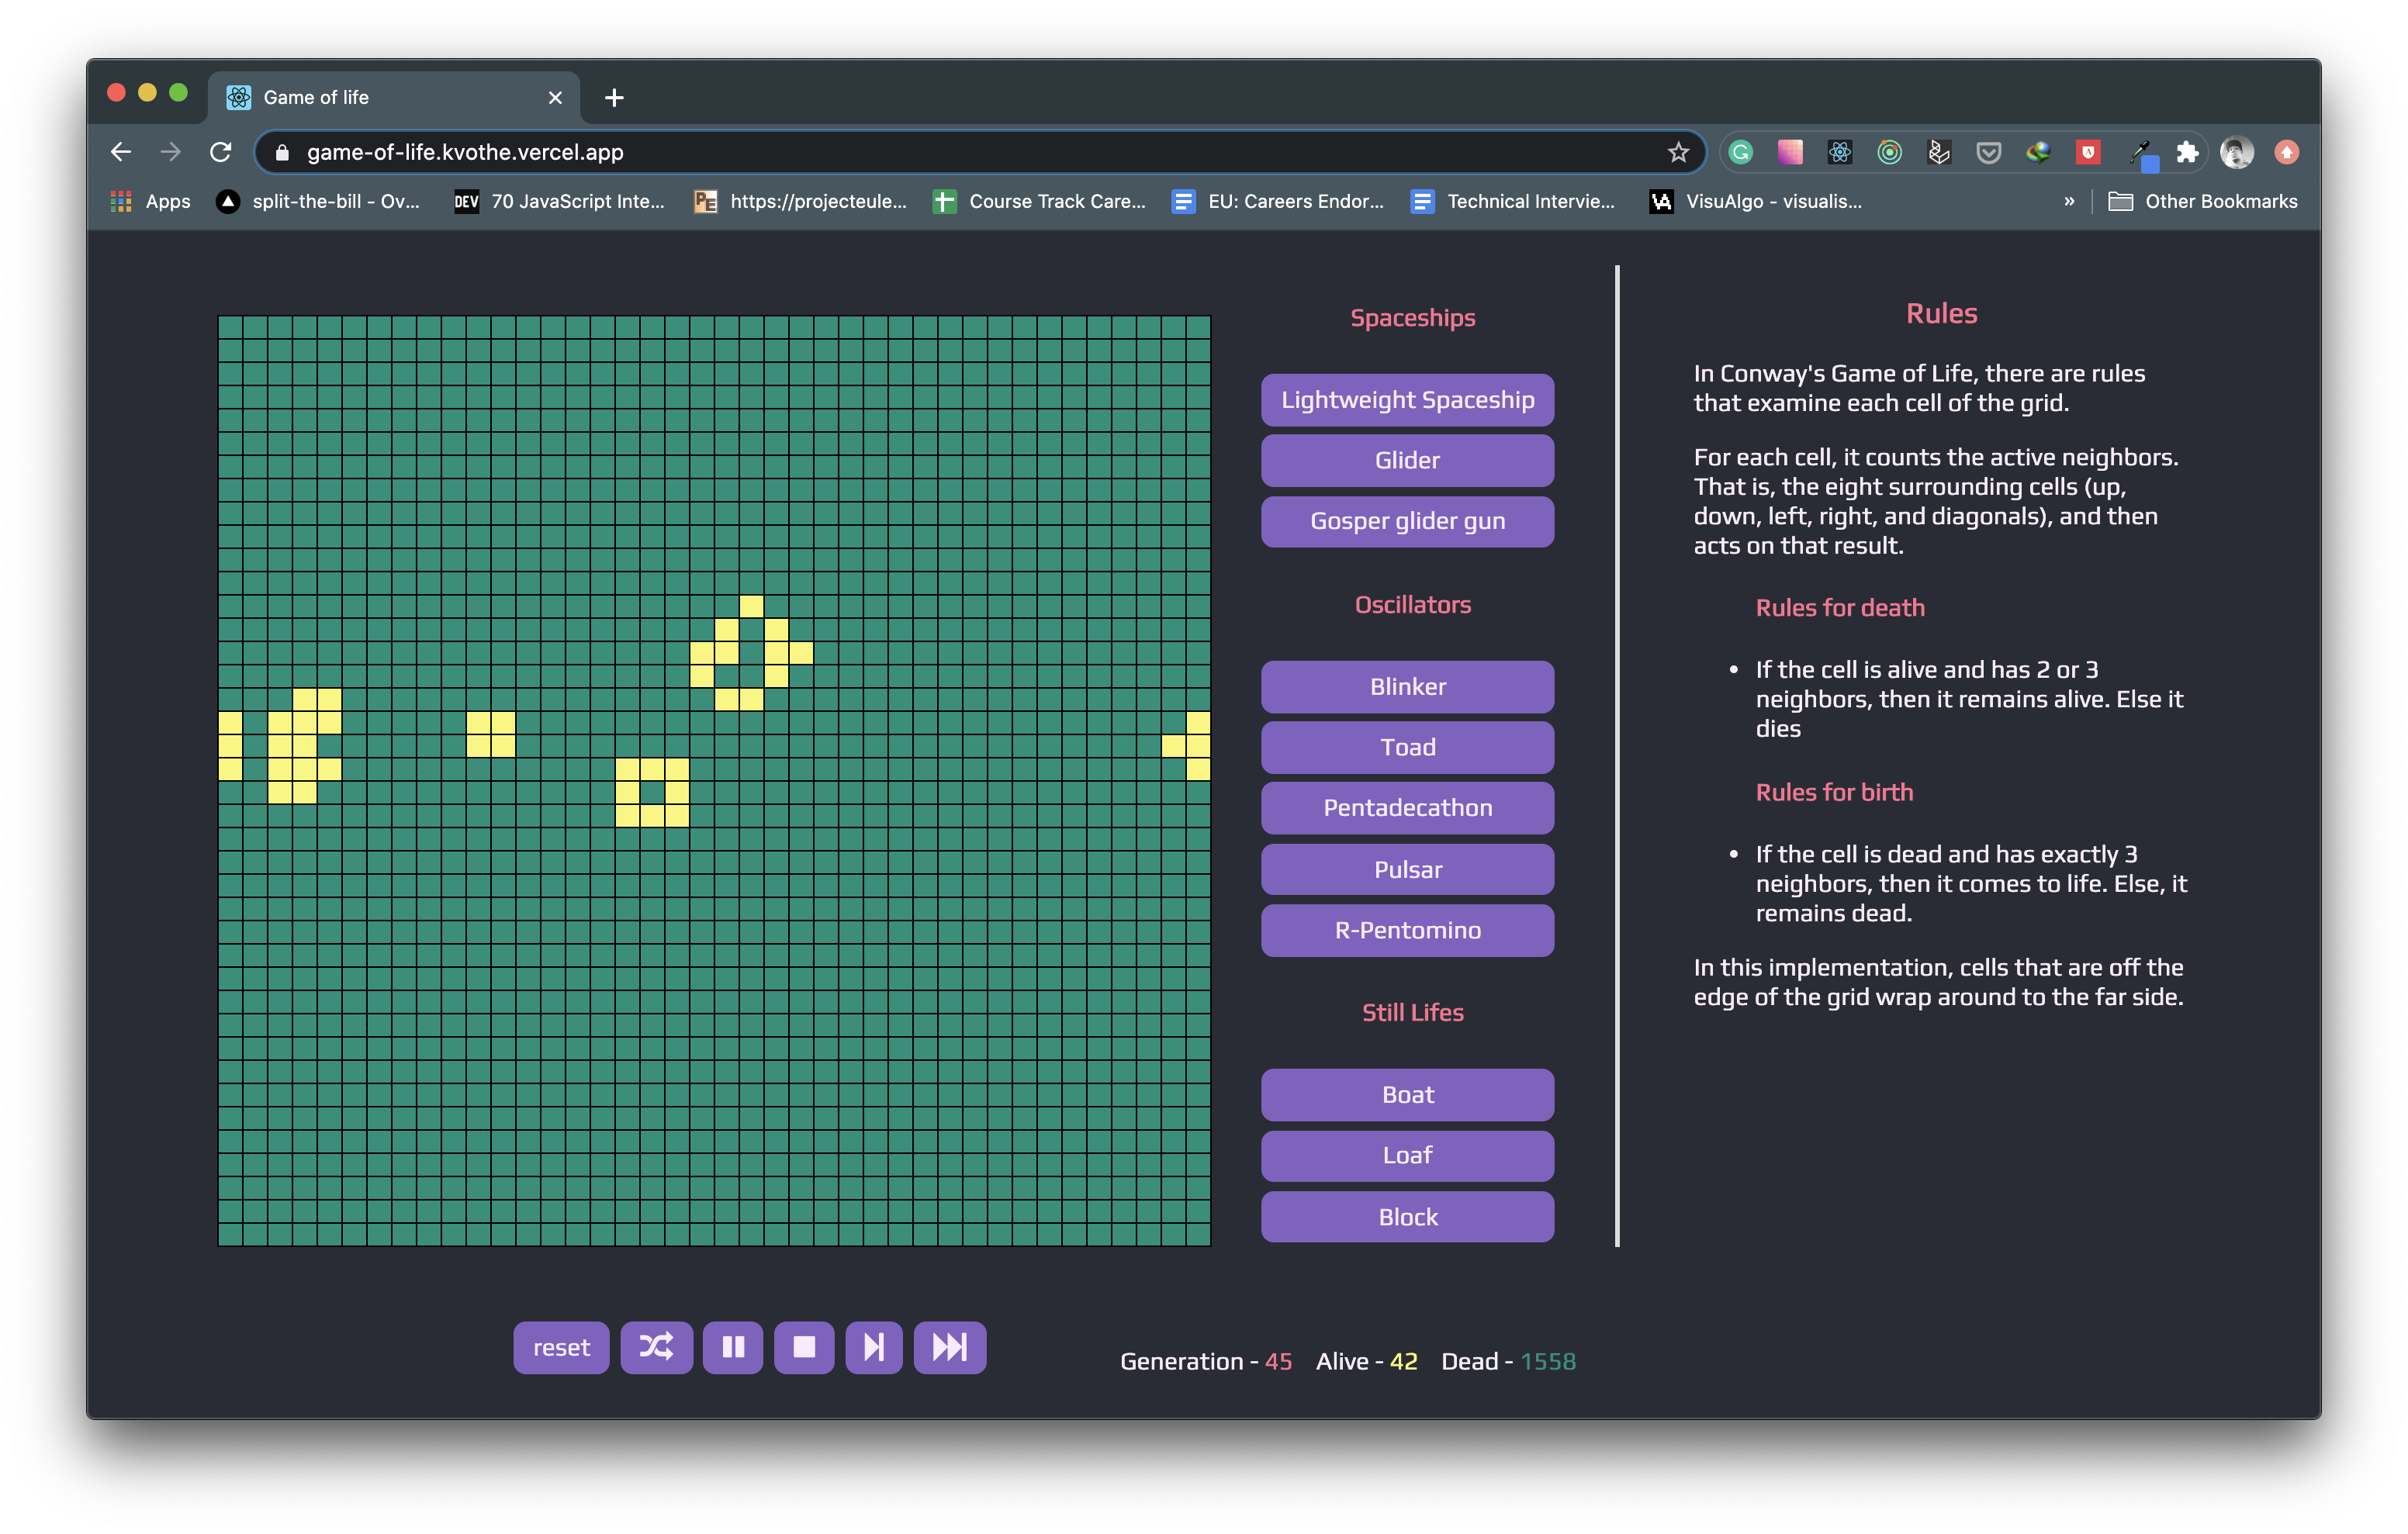 Game of life
game-of-life.kvothe.vercel.app
Apps
split-the-bill - Ov...
DEV
70 JavaScript Inte...
PE
https://projecteule...
Course Track Care...
EU: Careers Endor...
Technical Intervie...
VisuAlgo - visualis...
»
Other Bookmarks
Spaceships
Lightweight Spaceship
Glider
Gosper glider gun
Oscillators
Blinker
Toad
Pentadecathon
Pulsar
R-Pentomino
Still Lifes
Boat
Loaf
Block
Rules
In Conway's Game of Life, there are rules
that examine each cell of the grid.
For each cell, it counts the active neighbors.
That is, the eight surrounding cells (up,
down, left, right, and diagonals), and then
acts on that result.
Rules for death
• If the cell is alive and has 2 or 3
neighbors, then it remains alive. Else it
dies
Rules for birth
• If the cell is dead and has exactly 3
neighbors, then it comes to life. Else, it
remains dead.
In this implementation, cells that are off the
edge of the grid wrap around to the far side.
reset
Generation - 45 Alive - 42 Dead - 1558